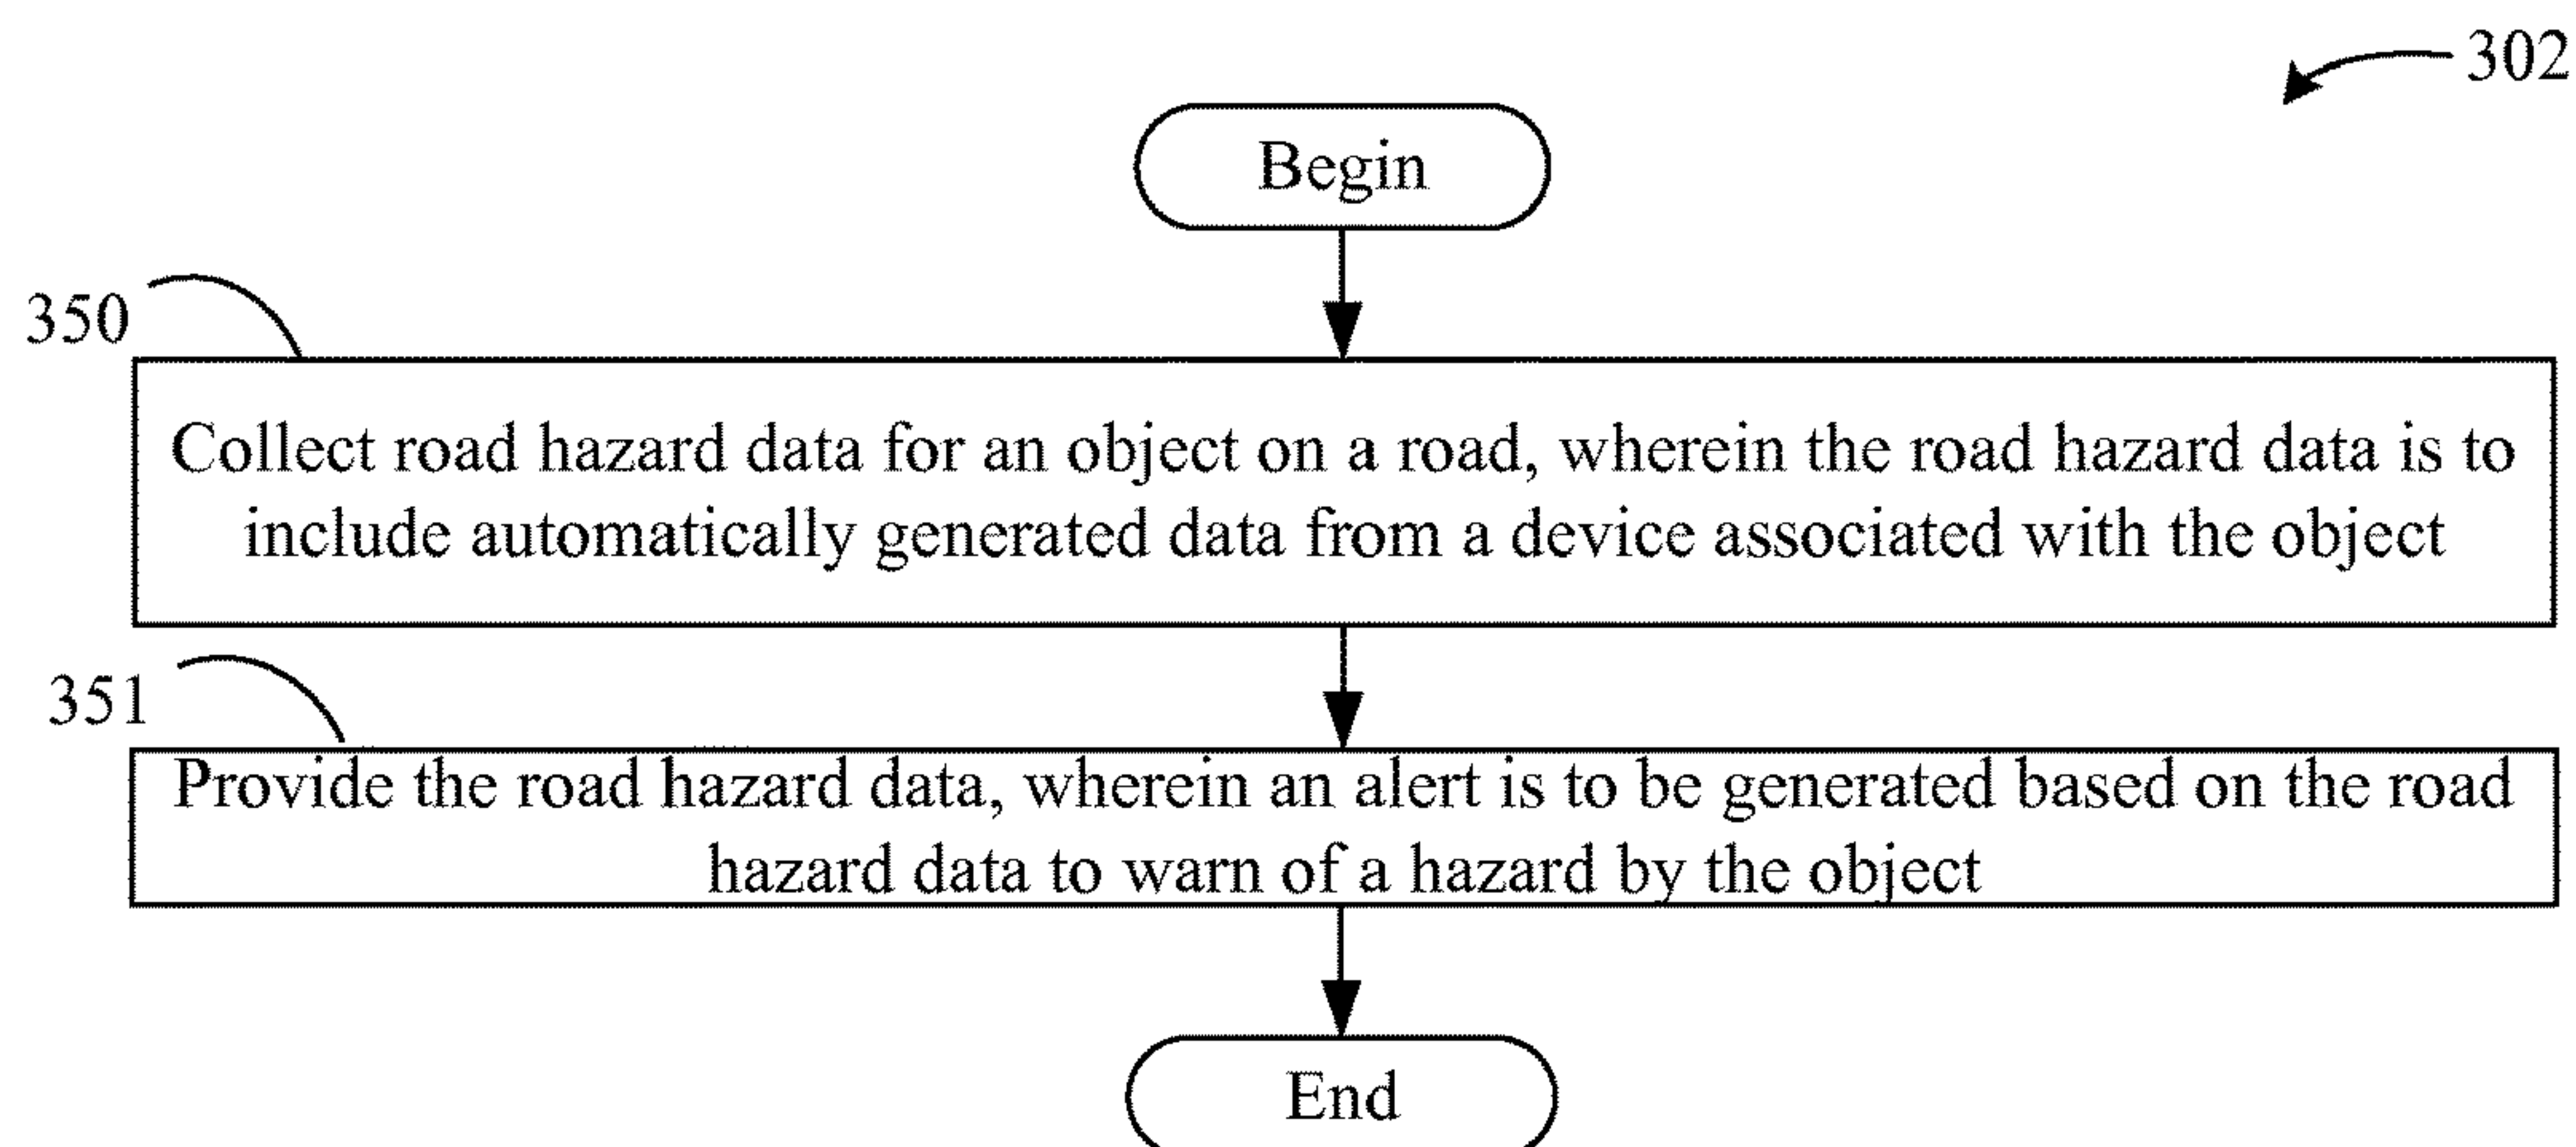 302
Begin
350
Collect road hazard data for an object on a road, wherein the road hazard data is to
include automatically generated data from a device associated with the object
351
Provide the road hazard data, wherein an alert is to be generated based on the road
hazard data to warn of a hazard by the object
End